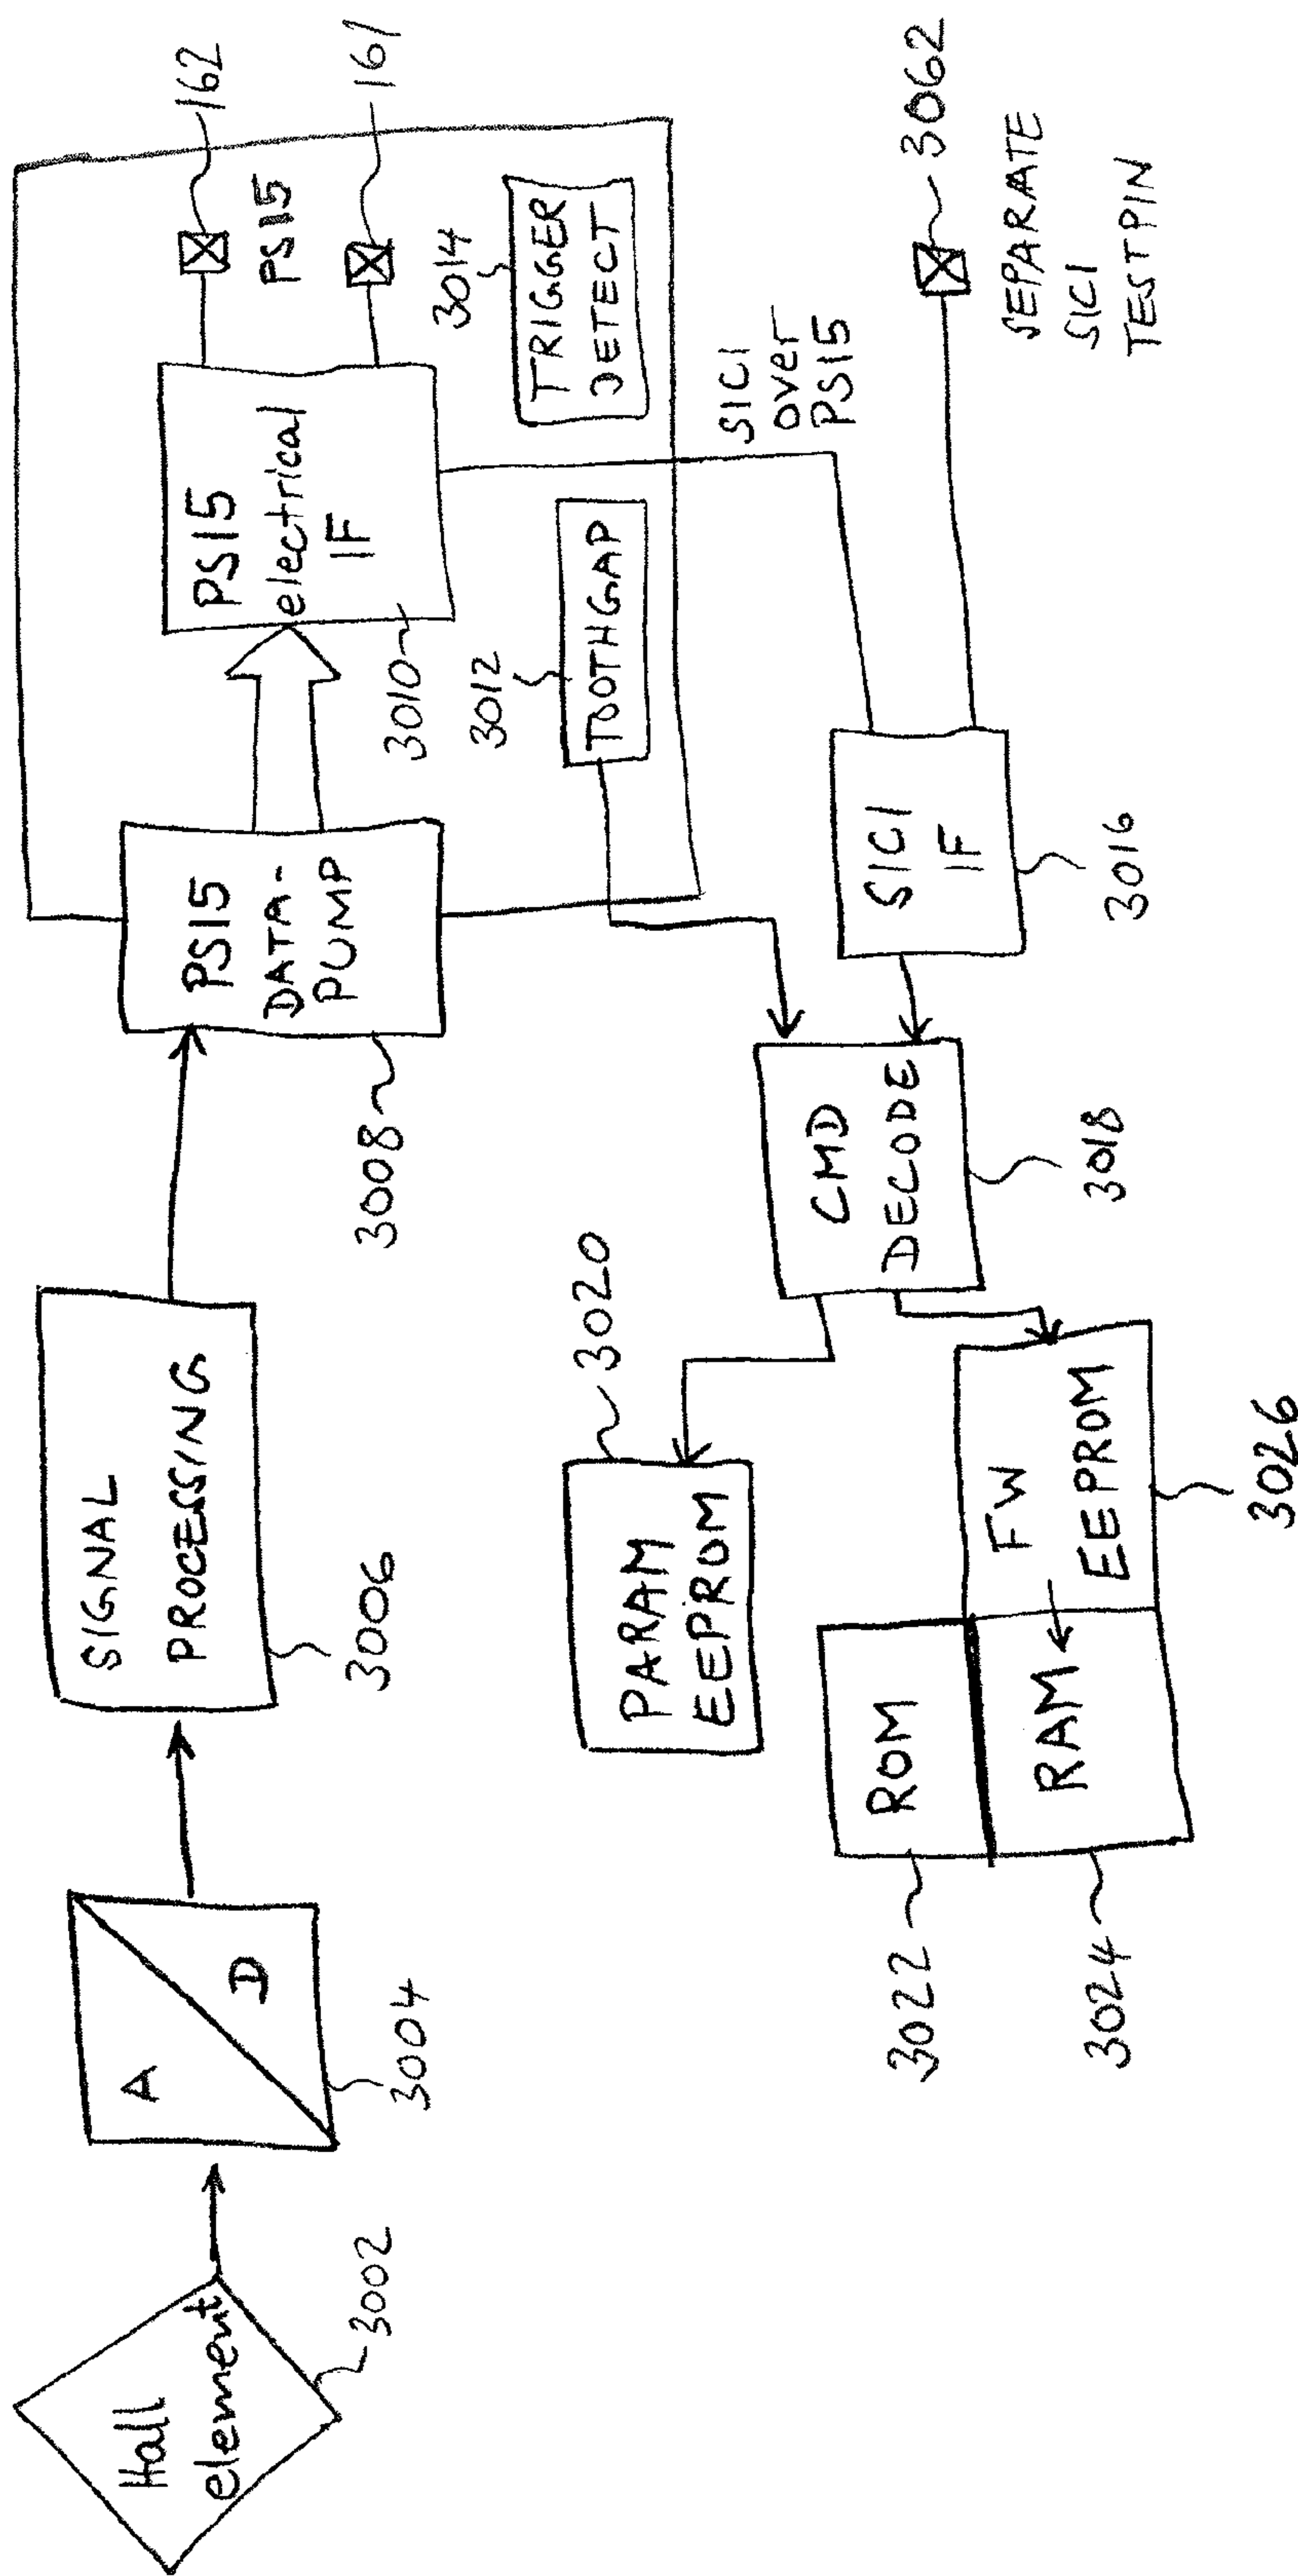 Hall
element
3002
A
D
3004
SIGNAL
PROCESSING
3006
PSI5
DATA-
PUMP
3008
PSI5
electrical
IF
3010
162
PSI5
161
3014
TRIGGER
DETECT
3012
TOOTHGAP
SICI
over
PSI5
3062
SEPARATE
SICI
TESTPIN
SICI
IF
3016
CMD
DECODE
3018
3020
PARAM
EEPROM
ROM
3022
RAM
3024
FW
EEPROM
3026